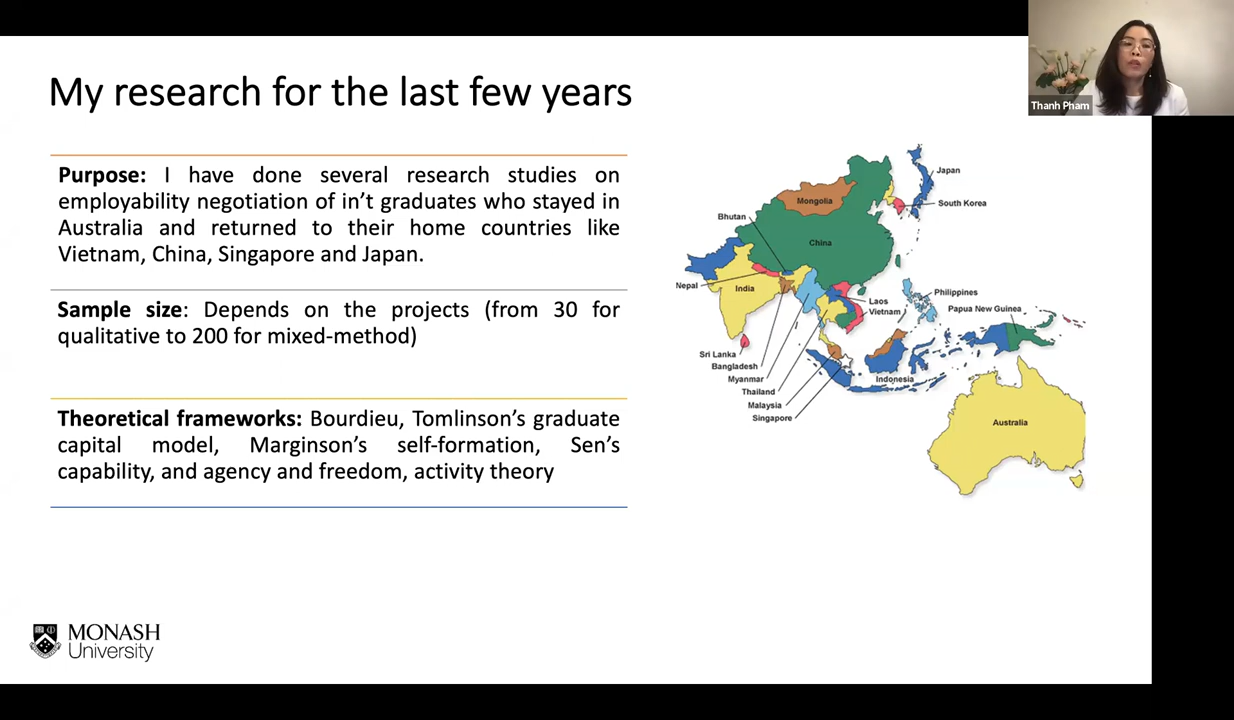 My research for the last few years
Thanh Pham
Purpose: I have done several research studies on
employability negotiation of in’t graduates who stayed in
Australia and returned to their home countries like
Vietnam, China, Singapore and Japan.
Sample size: Depends on the projects (from 30 for
qualitative to 200 for mixed-method)
Theoretical frameworks: Bourdieu, Tomlinson’s graduate
capital model, Marginson’s self-formation, Sen’s
capability, and agency and freedom, activity theory
Japan
Mongolia
South Korea
Bhutan
China
Nepal
India
Philippines
Laos
Vietnam
Papua New Guinea
Sri Lanka
Bangladesh
Myanmar
Indonesia
Thailand
Malaysia
Singapore
Australia
MONASH
University